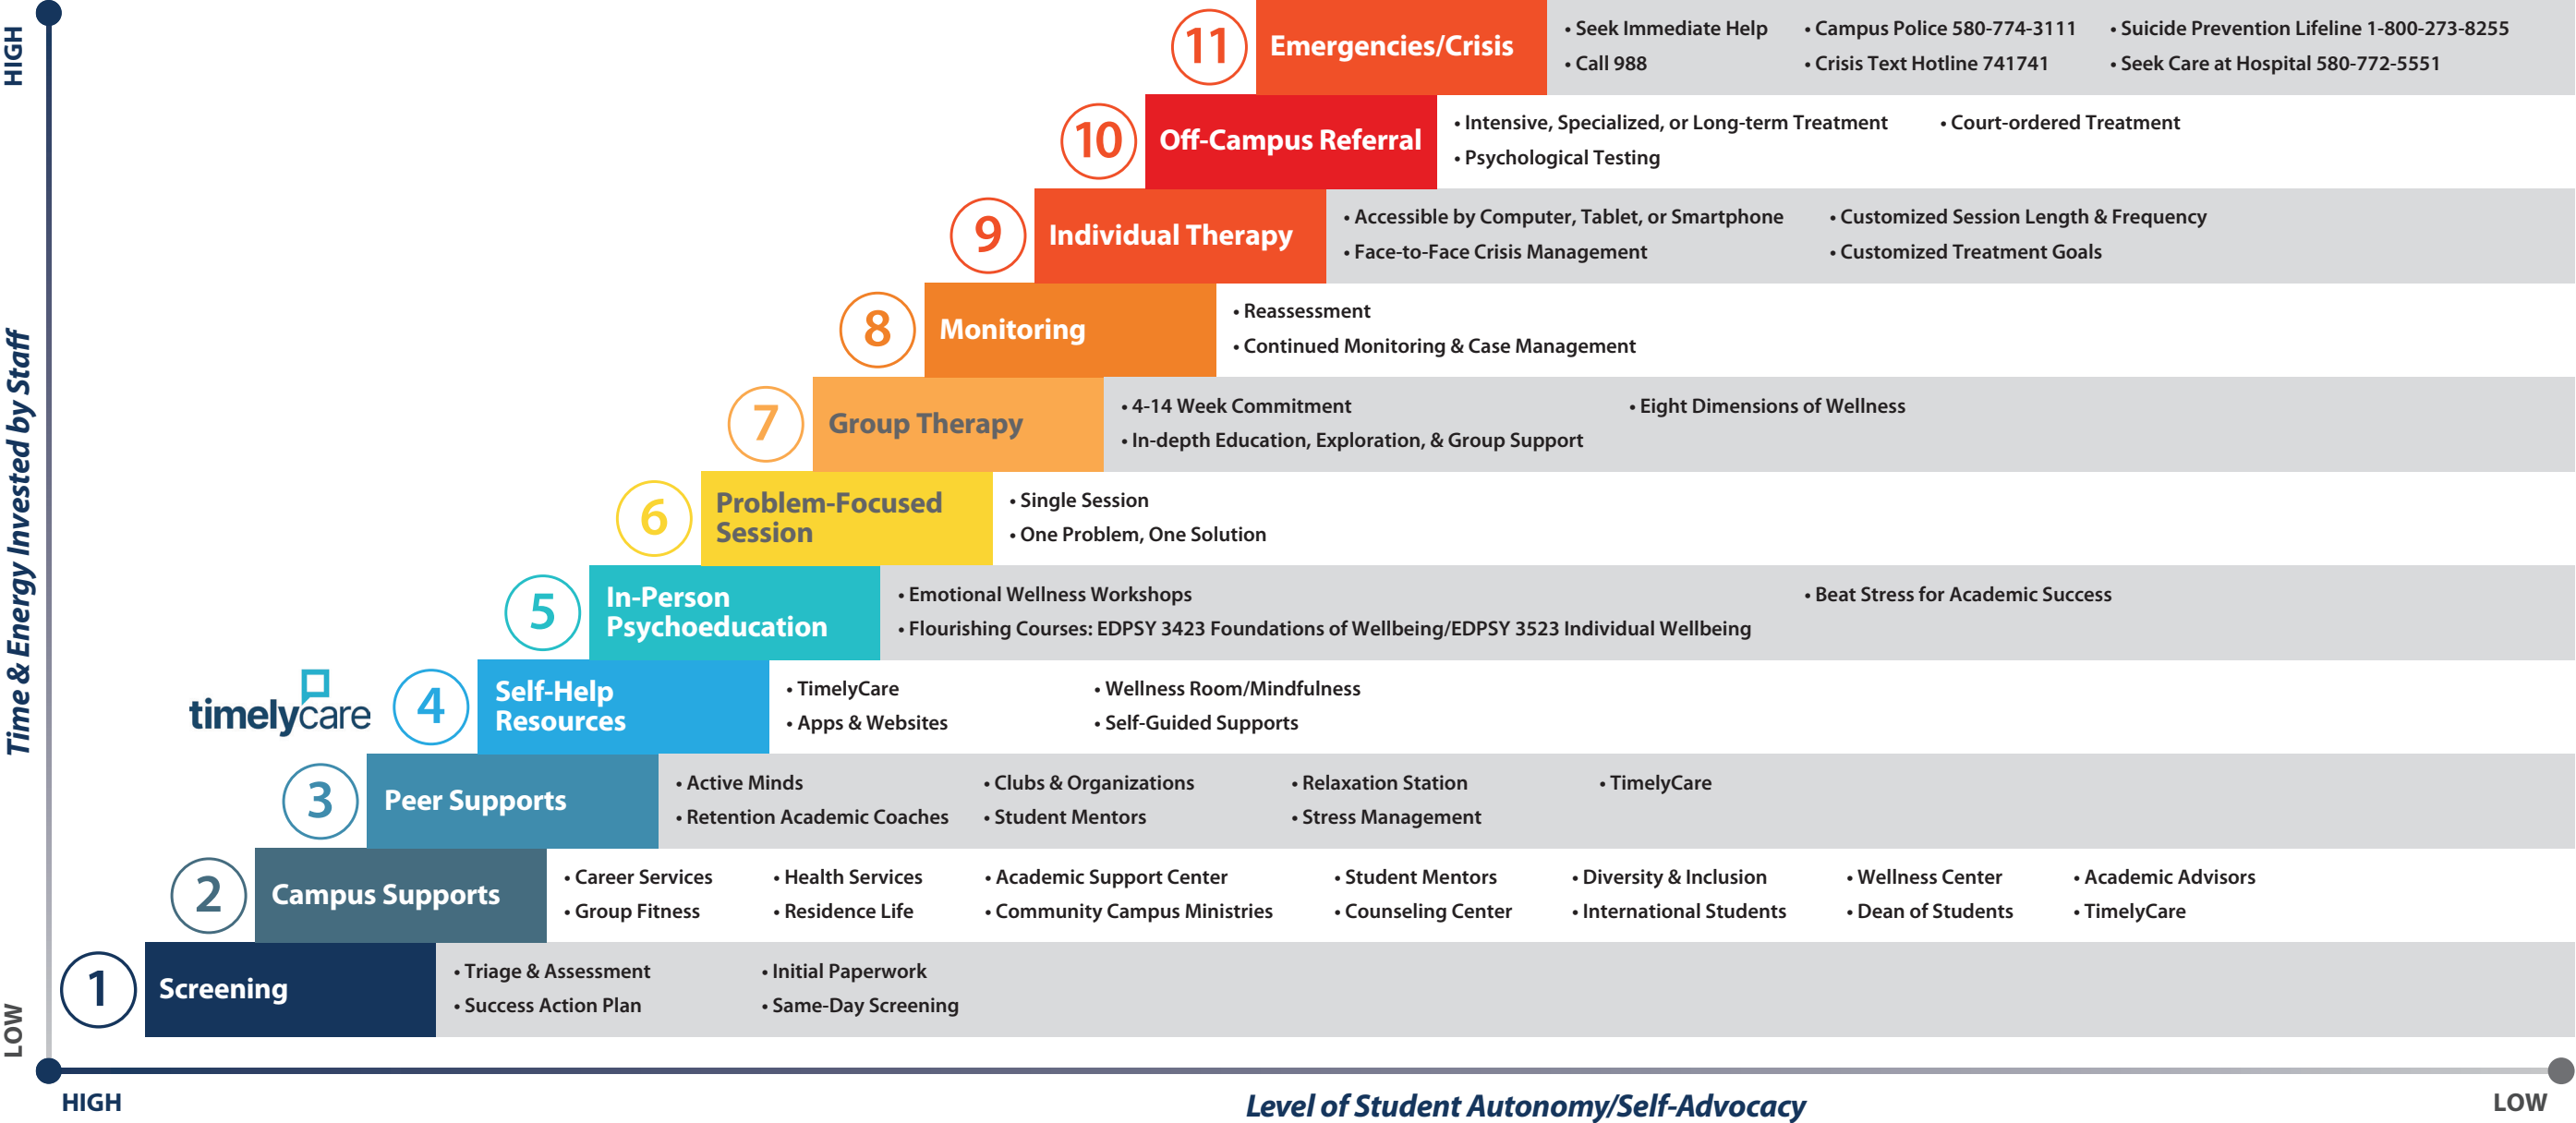 HIGH
Time & Energy Invested by Staff
LOW
11
Emergencies/Crisis
• Seek Immediate Help
• Campus Police 580-774-3111
• Suicide Prevention Lifeline 1-800-273-8255
• Call 988
• Crisis Text Hotline 741741
• Seek Care at Hospital 580-772-5551
10
Off-Campus Referral
• Intensive, Specialized, or Long-term Treatment
• Court-ordered Treatment
• Psychological Testing
9
Individual Therapy
• Accessible by Computer, Tablet, or Smartphone
• Customized Session Length & Frequency
• Face-to-Face Crisis Management
• Customized Treatment Goals
8
Monitoring
• Reassessment
• Continued Monitoring & Case Management
7
Group Therapy
• 4-14 Week Commitment
• Eight Dimensions of Wellness
• In-depth Education, Exploration, & Group Support
6
Problem-Focused
Session
• Single Session
• One Problem, One Solution
5
In-Person
Psychoeducation
• Emotional Wellness Workshops
• Beat Stress for Academic Success
• Flourishing Courses: EDPSY 3423 Foundations of Wellbeing/EDPSY 3523 Individual Wellbeing
timelycare
4
Self-Help
Resources
• TimelyCare
• Wellness Room/Mindfulness
• Apps & Websites
• Self-Guided Supports
3
Peer Supports
• Active Minds
• Clubs & Organizations
• Relaxation Station
• TimelyCare
• Retention Academic Coaches
• Student Mentors
• Stress Management
2
Campus Supports
• Career Services
• Health Services
• Academic Support Center
• Student Mentors
• Diversity & Inclusion
• Wellness Center
• Academic Advisors
• Group Fitness
• Residence Life
• Community Campus Ministries
• Counseling Center
• International Students
• Dean of Students
• TimelyCare
1
Screening
• Triage & Assessment
• Initial Paperwork
• Success Action Plan
• Same-Day Screening
HIGH
Level of Student Autonomy/Self-Advocacy
LOW